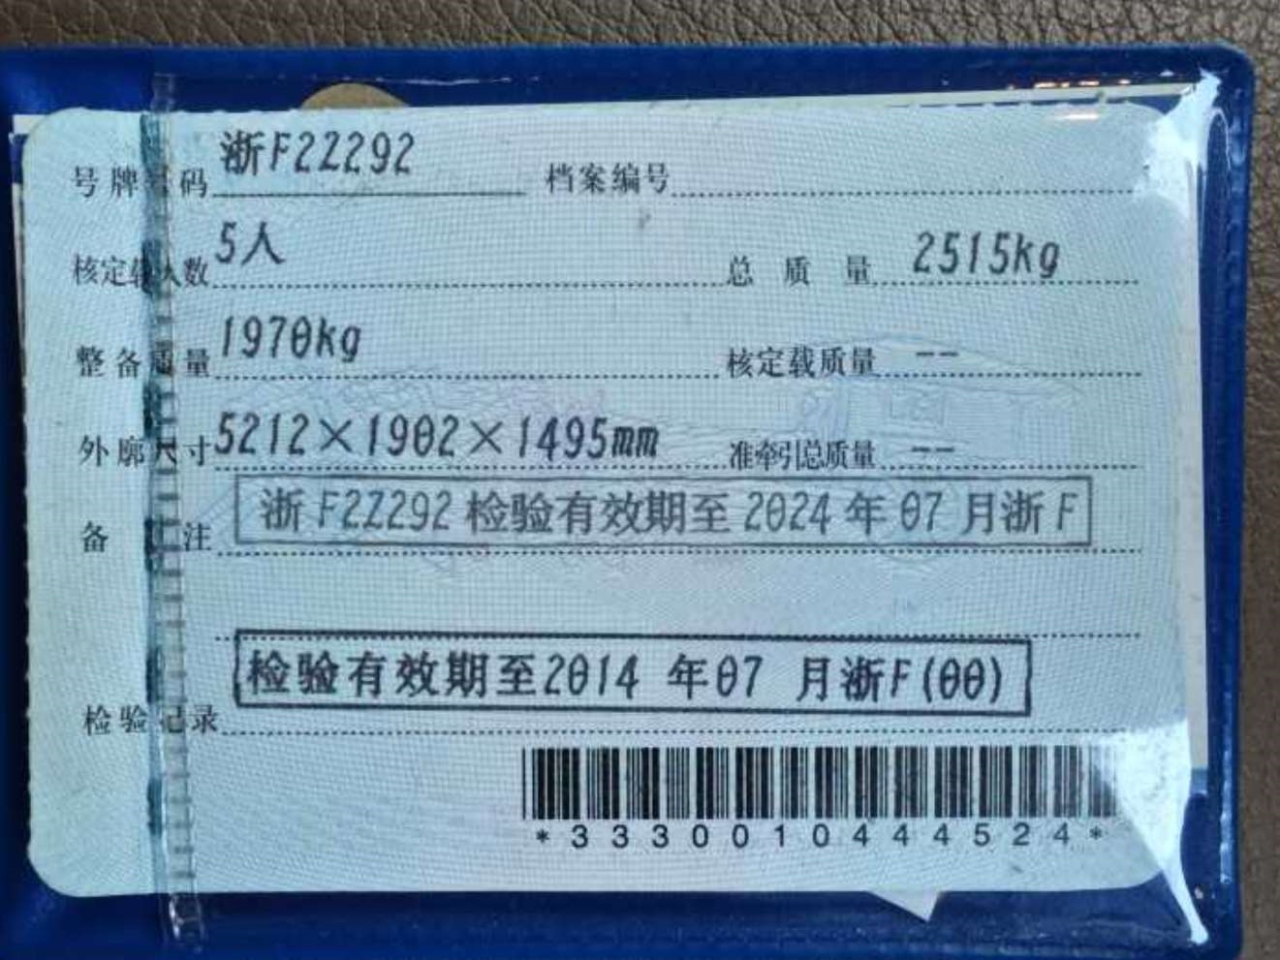 号牌号码 浙F2Z292 档案编号
核定载人数 5人 总质量 2515kg
整备质量 1970kg 核定载质量 --
外廓尺寸 5212×1902×1495mm 准牵引总质量 --
备注 浙F2Z292检验有效期至2024年07月浙F
检验记录 检验有效期至2014年07月浙F(00)
*3330010444524*